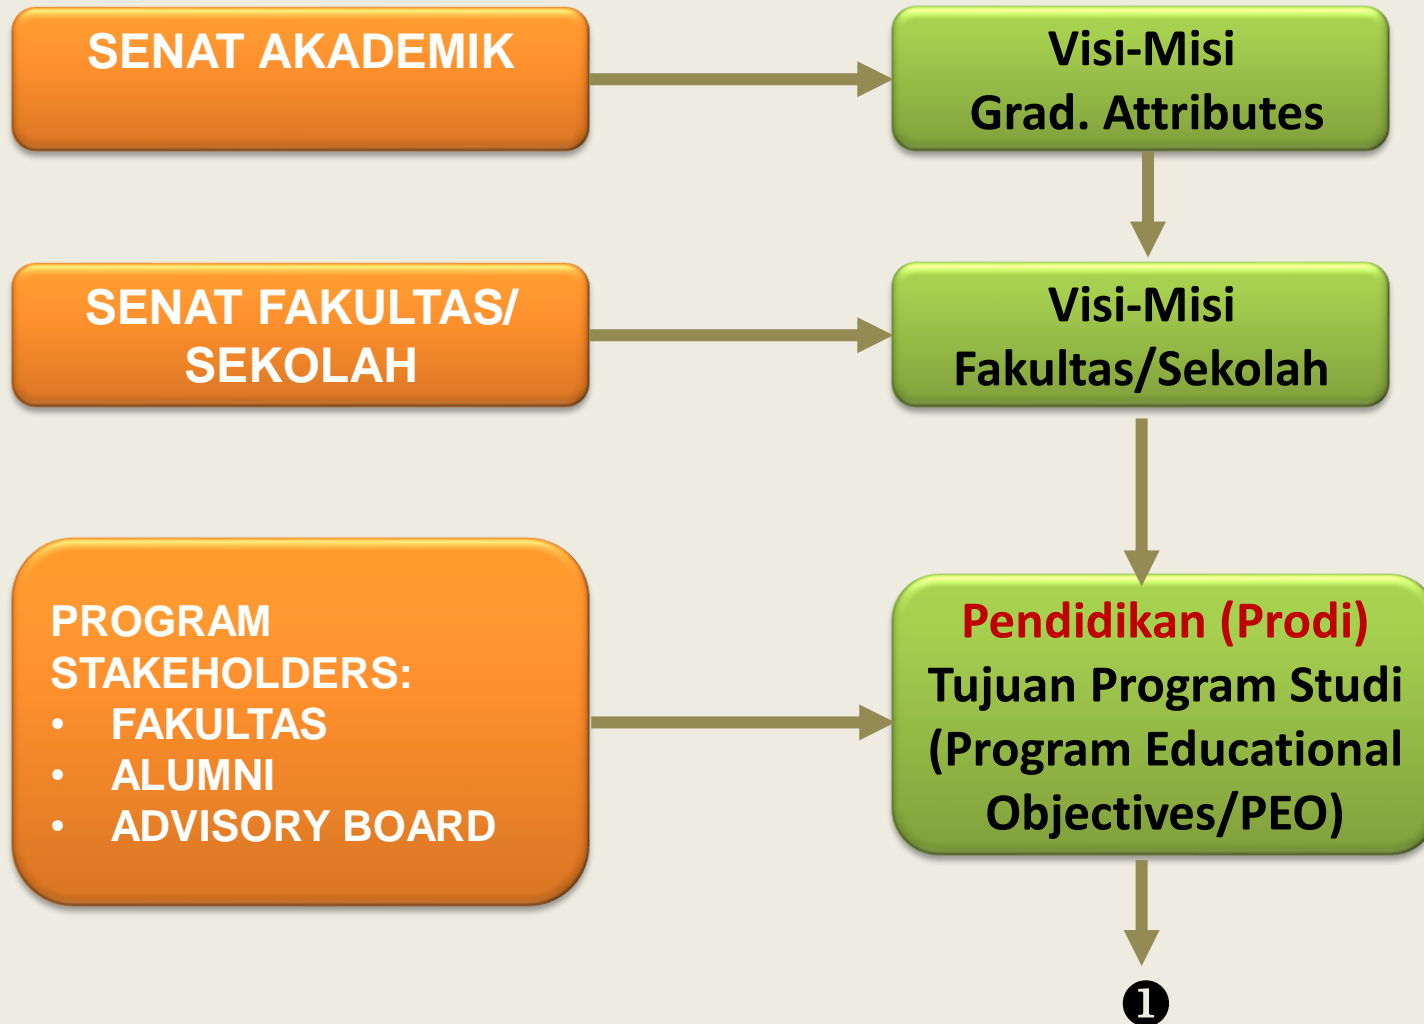 SENAT AKADEMIK
Visi-Misi
Grad. Attributes
SENAT FAKULTAS/
SEKOLAH
Visi-Misi
Fakultas/Sekolah
PROGRAM
STAKEHOLDERS:
• FAKULTAS
• ALUMNI
• ADVISORY BOARD
Pendidikan (Prodi)
Tujuan Program Studi
(Program Educational
Objectives/PEO)
❶